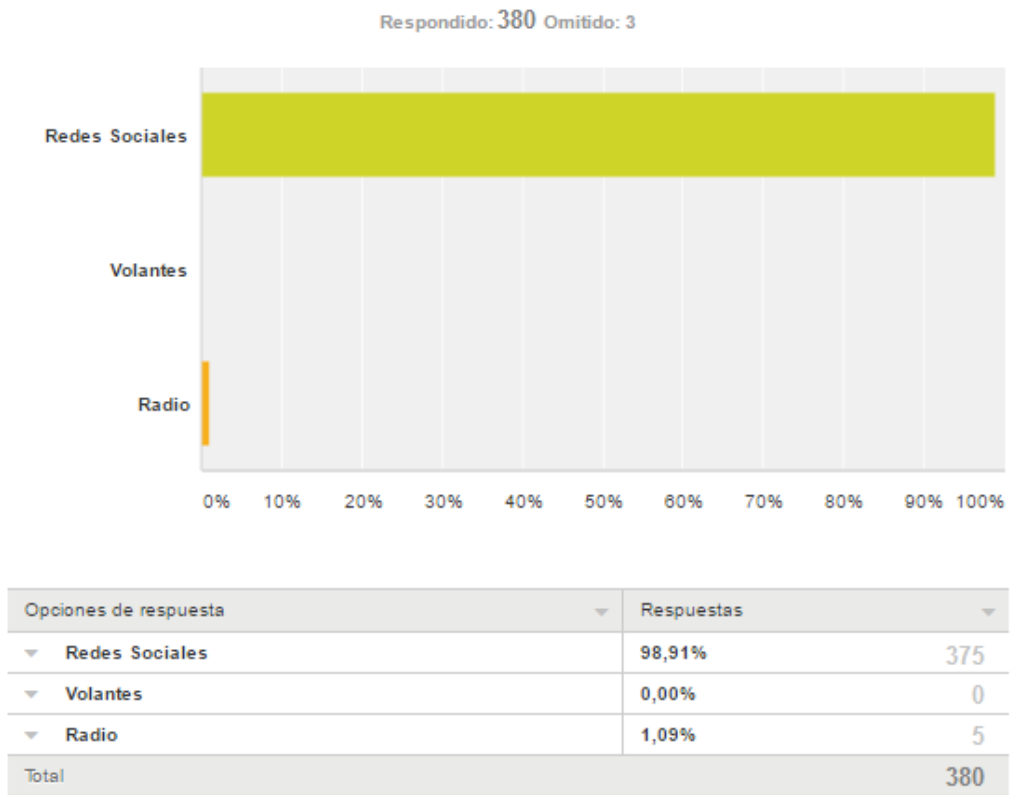 Respondido: 380 Omitido: 3
Redes Sociales
Volantes
Radio
0% 10% 20% 30% 40% 50% 60% 70% 80% 90% 100%
Opciones de respuesta Respuestas
Redes Sociales 98,91% 375
Volantes 0,00% 0
Radio 1,09% 5
Total 380